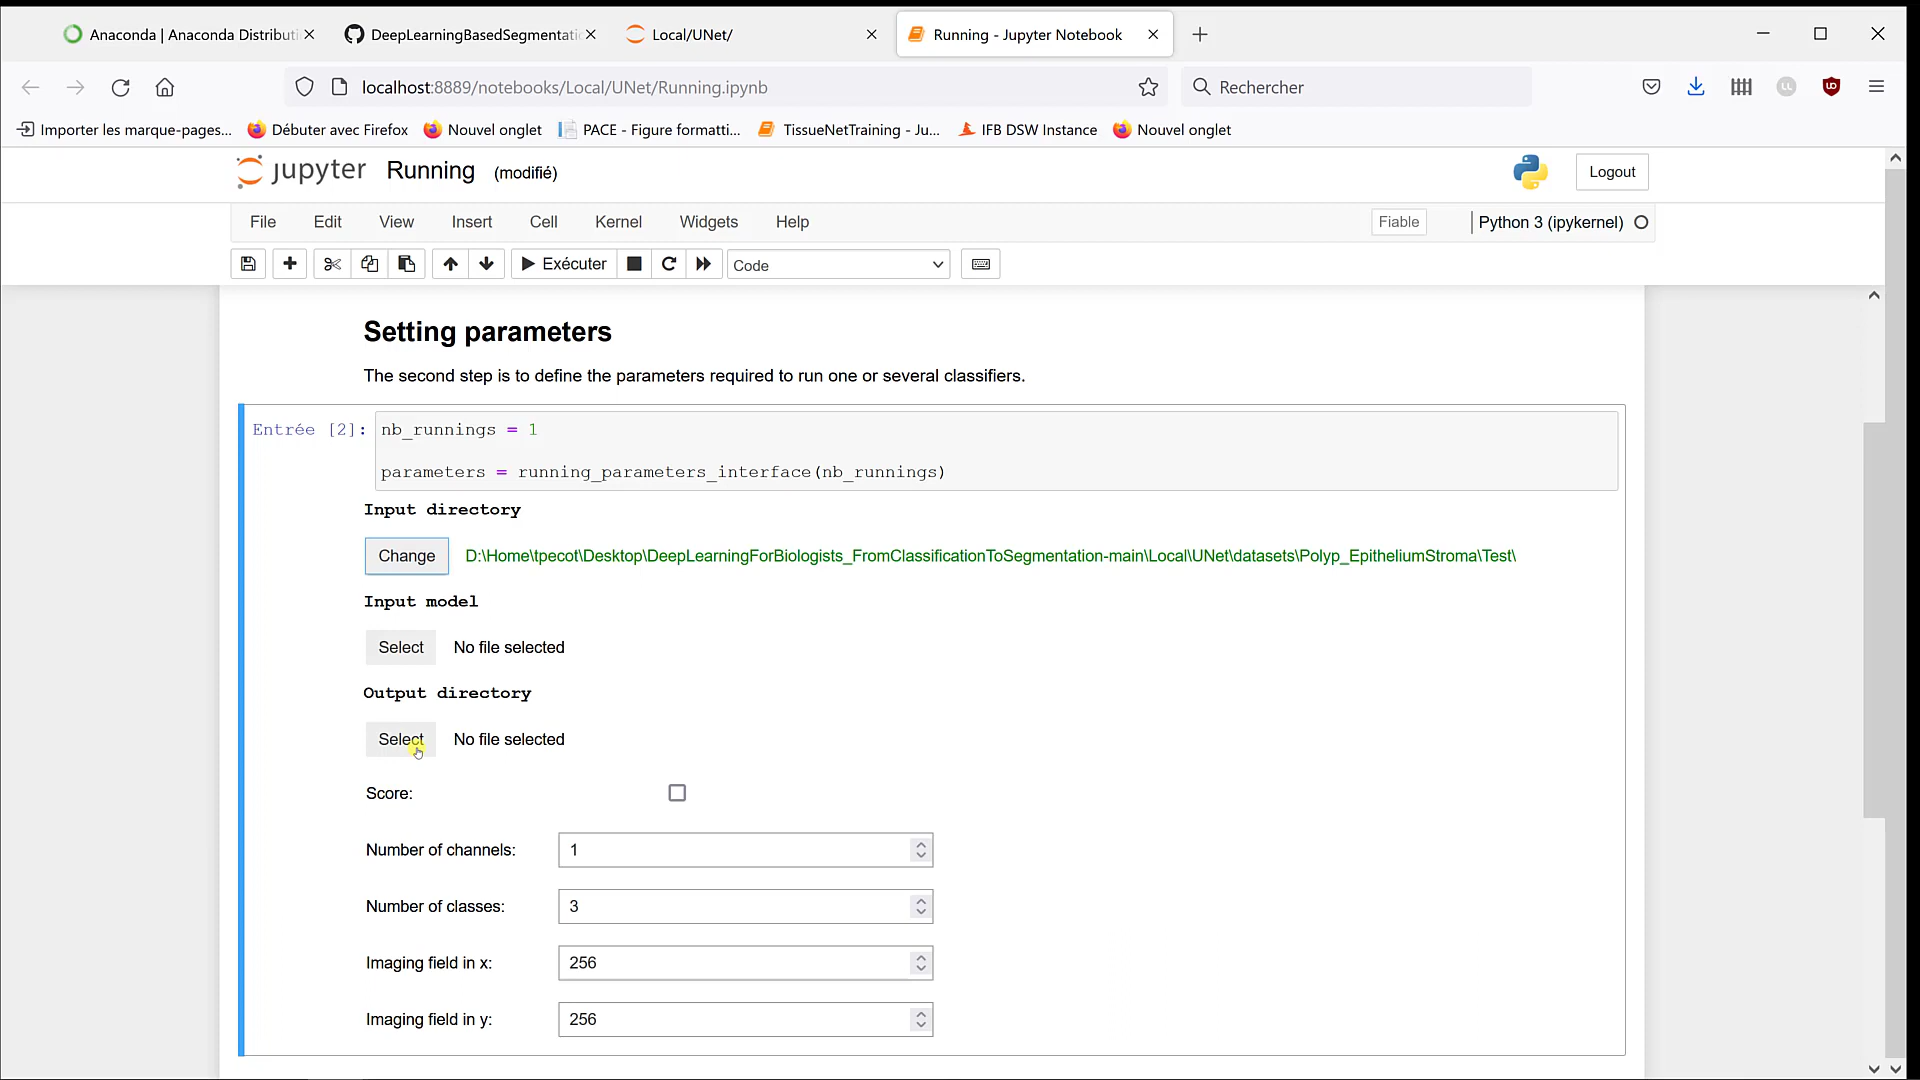 Anaconda | Anaconda Distributi
DeepLearningBasedSegmentatio
Local/UNet/
Running - Jupyter Notebook
localhost:8889/notebooks/Local/UNet/Running.ipynb
Rechercher
Importer les marque-pages...
Débuter avec Firefox
Nouvel onglet
PACE - Figure formatti...
TissueNetTraining - Ju...
IFB DSW Instance
Nouvel onglet
jupyter Running (modifié)
Logout
File Edit View Insert Cell Kernel Widgets Help
Fiable
Python 3 (ipykernel)
Exécuter
Code
Setting parameters
The second step is to define the parameters required to run one or several classifiers.
Entrée [2]: nb_runnings = 1
parameters = running_parameters_interface(nb_runnings)
Input directory
Change D:\Home\tpecot\Desktop\DeepLearningForBiologists_FromClassificationToSegmentation-main\Local\UNet\datasets\Polyp_EpitheliumStroma\Test\
Input model
Select No file selected
Output directory
Select No file selected
Score:
Number of channels: 1
Number of classes: 3
Imaging field in x: 256
Imaging field in y: 256